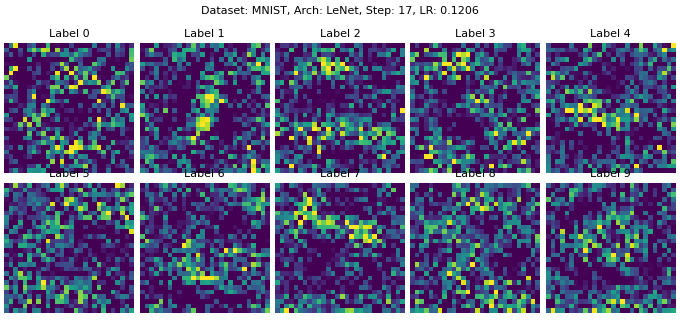 Dataset: MNIST, Arch: LeNet, Step: 17, LR: 0.1206
Label 0 Label 1 Label 2 Label 3 Label 4
Label 5 Label 6 Label 7 Label 8 Label 9